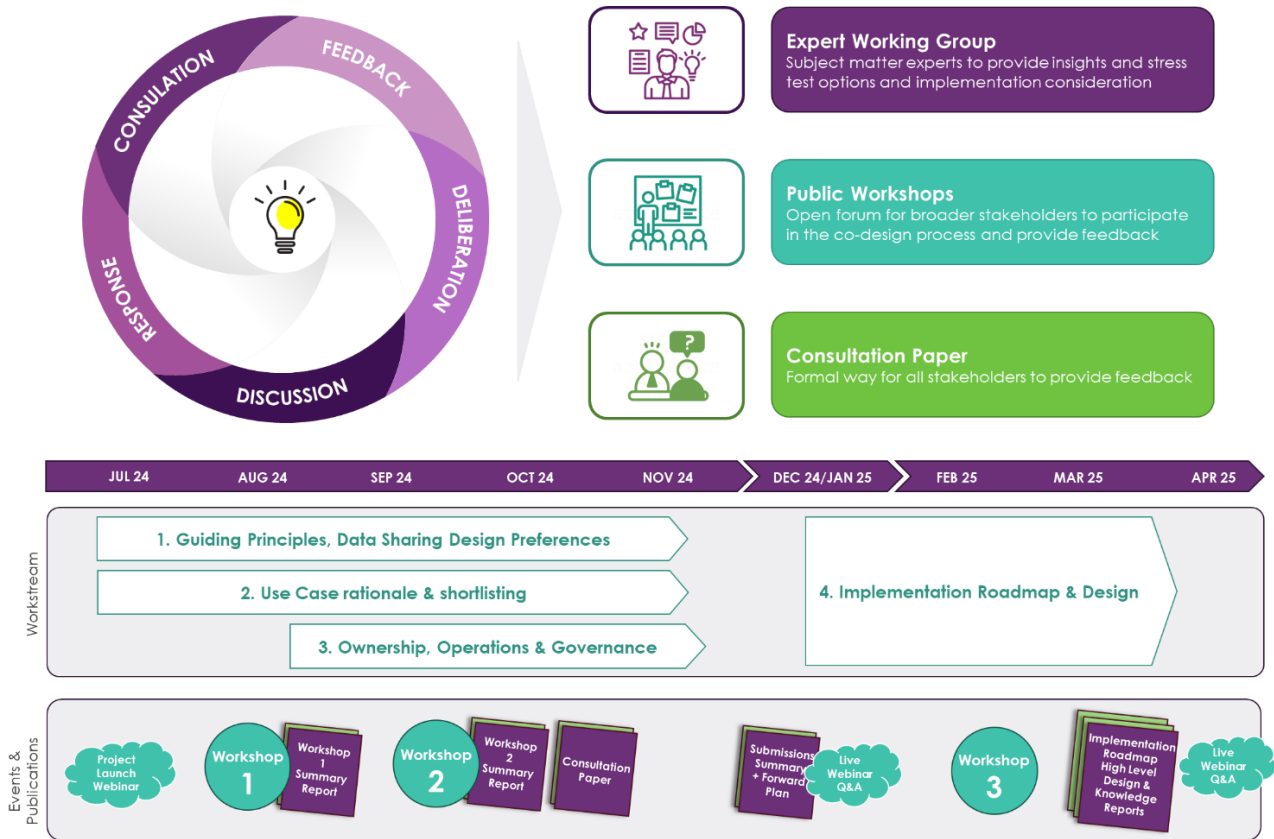 CONSULATION
FEEDBACK
DELIBERATION
DISCUSSION
RESPONSE
Expert Working Group
Subject matter experts to provide insights and stress
test options and implementation consideration
Public Workshops
Open forum for broader stakeholders to participate
in the co-design process and provide feedback
?
Consultation Paper
Formal way for all stakeholders to provide feedback
JUL 24
AUG 24
SEP 24
OCT 24
NOV 24
DEC 24/JAN 25
FEB 25
MAR 25
APR 25
Workstream
1. Guiding Principles, Data Sharing Design Preferences
2. Use Case rationale & shortlisting
3. Ownership, Operations & Governance
4. Implementation Roadmap & Design
Events &
Publications
Project
Launch
Webinar
Workshop
1
Workshop
1
Summary
Report
Workshop
2
Workshop
2
Summary
Report
Consultation
Paper
Submissions
Summary
+ Forward
Plan
Live
Webinar
Q&A
Workshop
3
Implementation
Roadmap
High Level
Design &
Knowledge
Reports
Live
Webinar
Q&A